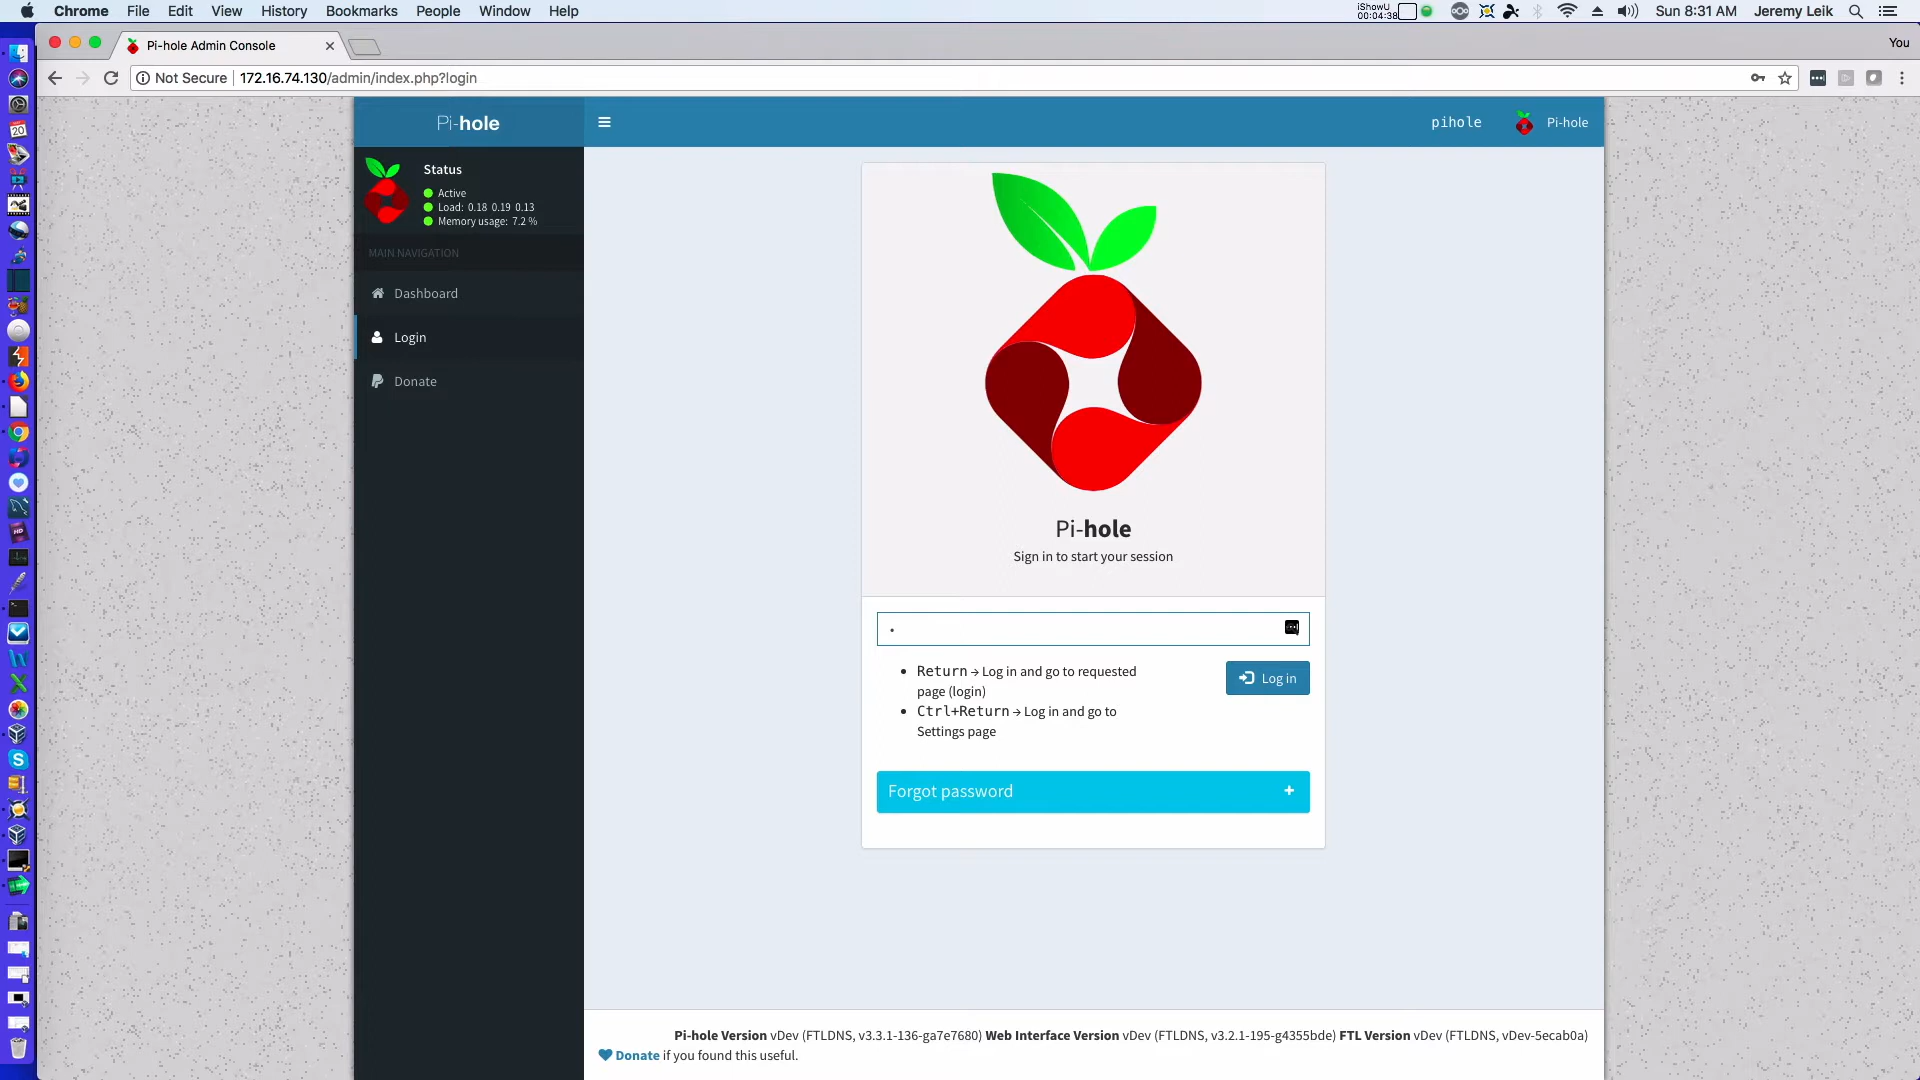 Chrome File Edit View History Bookmarks People Window Help
iShowU
00:04:38
Sun 8:31 AM Jeremy Leik
Pi-hole Admin Console
You
Not Secure 172.16.74.130/admin/index.php?login
Pi-hole
pihole
Pi-hole
Status
Active
Load: 0.18 0.19 0.13
Memory usage: 7.2 %
MAIN NAVIGATION
Dashboard
Login
Donate
Pi-hole
Sign in to start your session
Return → Log in and go to requested
page (login)
Ctrl+Return → Log in and go to
Settings page
Log in
Forgot password
Pi-hole Version vDev (FTLDNS, v3.3.1-136-ga7e7680) Web Interface Version vDev (FTLDNS, v3.2.1-195-g4355bde) FTL Version vDev (FTLDNS, vDev-5ecab0a)
Donate if you found this useful.
20
HD
S